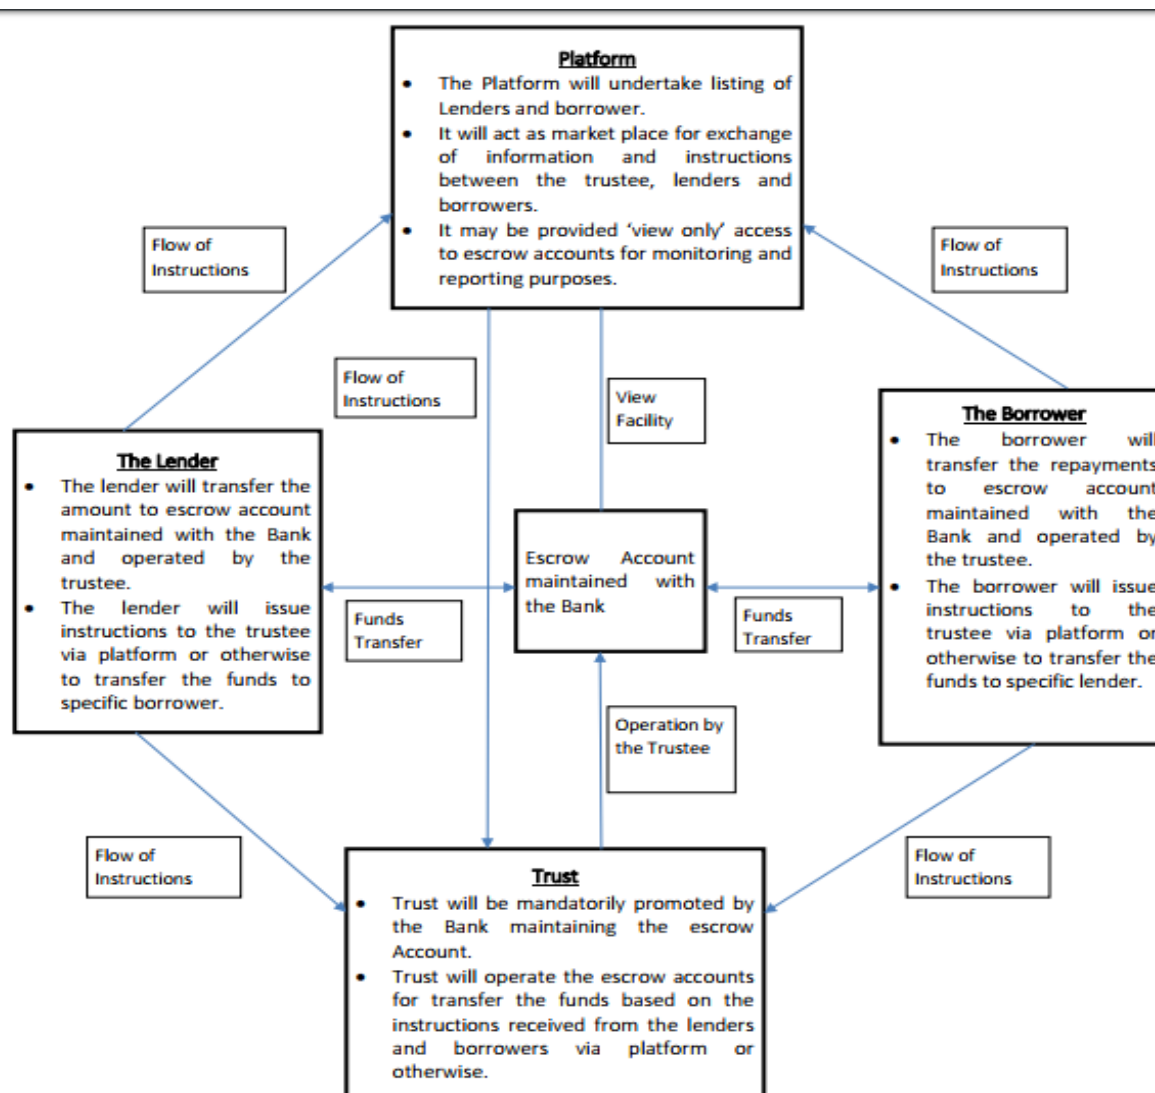 Platform
• The Platform will undertake listing of
Lenders and borrower.
• It will act as market place for exchange
of information and instructions
between the trustee, lenders and
borrowers.
• It may be provided ‘view only’ access
to escrow accounts for monitoring and
reporting purposes.
Flow of
Instructions
Flow of
Instructions
Flow of
Instructions
View
Facility
The Lender
• The lender will transfer the
amount to escrow account
maintained with the Bank
and operated by the
trustee.
• The lender will issue
instructions to the trustee
via platform or otherwise
to transfer the funds to
specific borrower.
Escrow Account
maintained with
the Bank
The Borrower
• The borrower will
transfer the repayments
to escrow account
maintained with the
Bank and operated by
the trustee.
• The borrower will issue
instructions to the
trustee via platform or
otherwise to transfer the
funds to specific lender.
Funds
Transfer
Funds
Transfer
Operation by
the Trustee
Flow of
Instructions
Flow of
Instructions
Trust
• Trust will be mandatorily promoted by
the Bank maintaining the escrow
Account.
• Trust will operate the escrow accounts
for transfer the funds based on the
instructions received from the lenders
and borrowers via platform or
otherwise.